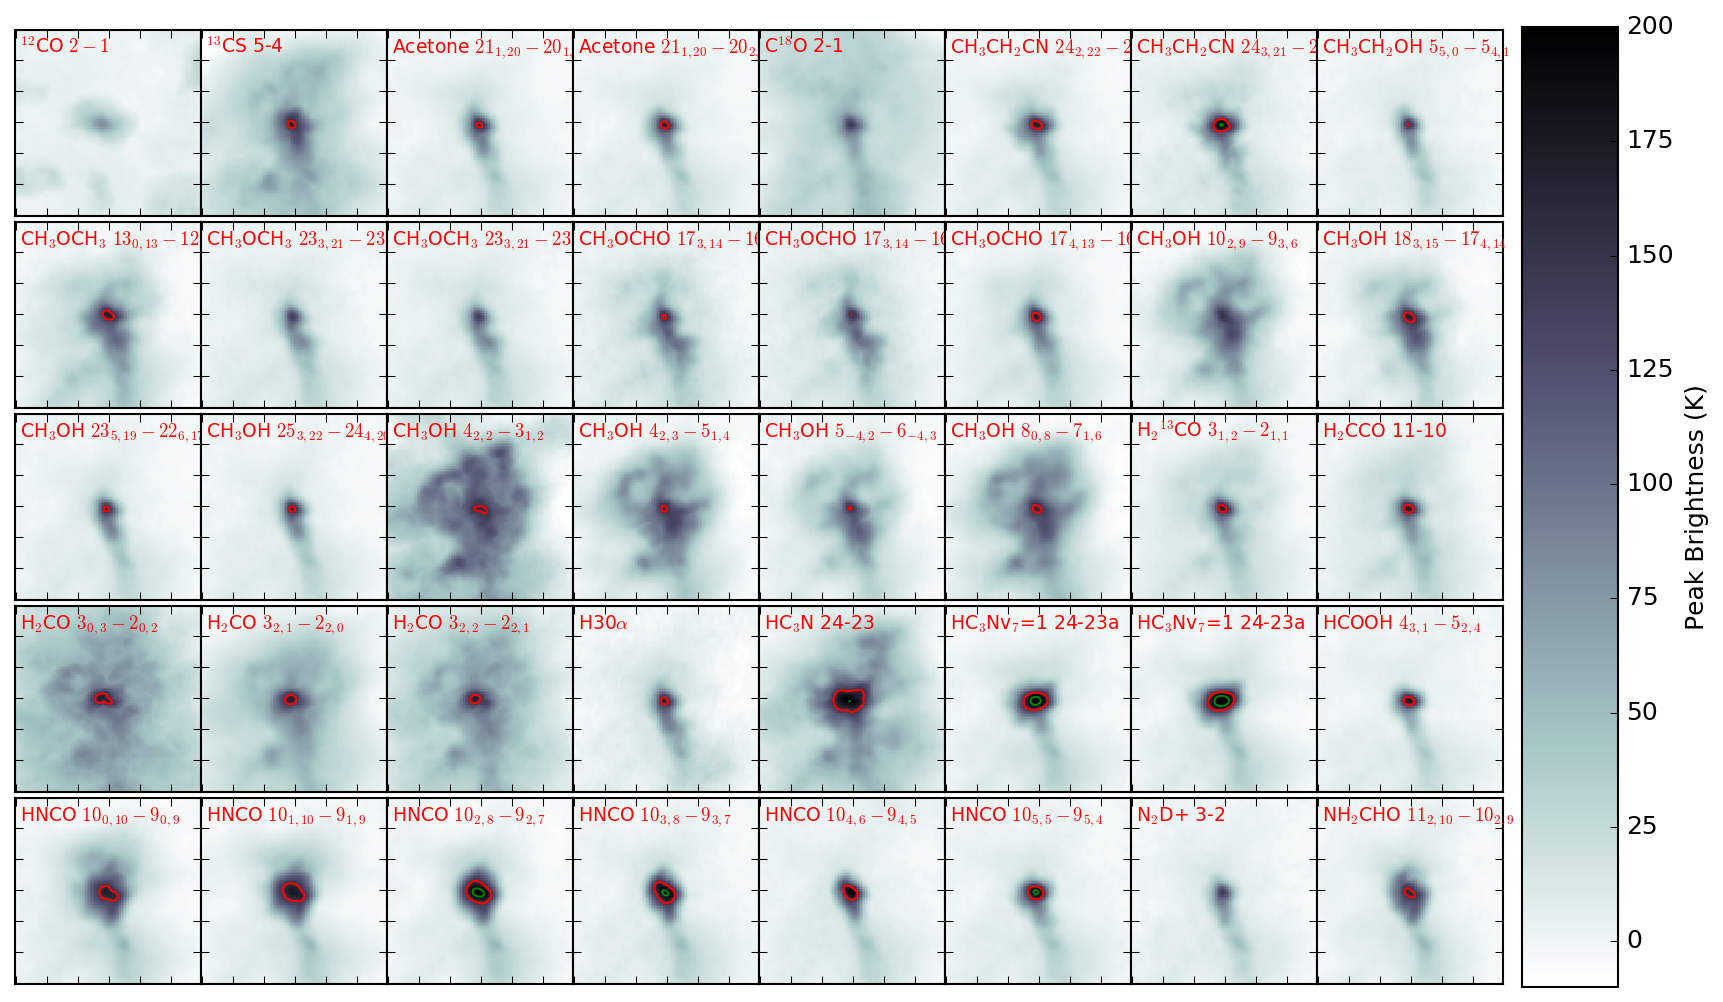 ¹²CO 2 − 1
¹³CS 5-4
Acetone 21₁,₂₀ − 20₁,
Acetone 21₁,₂₀ − 20₂,
C¹⁸O 2-1
CH₃CH₂CN 24₂,₂₂ − 2
CH₃CH₂CN 24₃,₂₁ − 2
CH₃CH₂OH 5₅,₀ − 5₄,₁
CH₃OCH₃ 13₀,₁₃ − 12
CH₃OCH₃ 23₃,₂₁ − 23
CH₃OCH₃ 23₃,₂₁ − 23
CH₃OCHO 17₃,₁₄ − 16
CH₃OCHO 17₃,₁₄ − 16
CH₃OCHO 17₄,₁₃ − 16
CH₃OH 10₂,₉ − 9₃,₆
CH₃OH 18₃,₁₅ − 17₄,₁₄
CH₃OH 23₅,₁₉ − 22₆,₁₇
CH₃OH 25₃,₂₂ − 24₄,₂₀
CH₃OH 4₂,₂ − 3₁,₂
CH₃OH 4₂,₃ − 5₁,₄
CH₃OH 5₋₄,₂ − 6₋₄,₃
CH₃OH 8₀,₈ − 7₁,₆
H₂¹³CO 3₁,₂ − 2₁,₁
H₂CCO 11-10
H₂CO 3₀,₃ − 2₀,₂
H₂CO 3₂,₁ − 2₂,₀
H₂CO 3₂,₂ − 2₂,₁
H30α
HC₃N 24-23
HC₃Nv₇=1 24-23a
HC₃Nv₇=1 24-23a
HCOOH 4₃,₁ − 5₂,₄
HNCO 10₀,₁₀ − 9₀,₉
HNCO 10₁,₁₀ − 9₁,₉
HNCO 10₂,₈ − 9₂,₇
HNCO 10₃,₈ − 9₃,₇
HNCO 10₄,₆ − 9₄,₅
HNCO 10₅,₅ − 9₅,₄
N₂D+ 3-2
NH₂CHO 11₂,₁₀ − 10₂,₉
200
175
150
125
100
75
50
25
0
Peak Brightness (K)